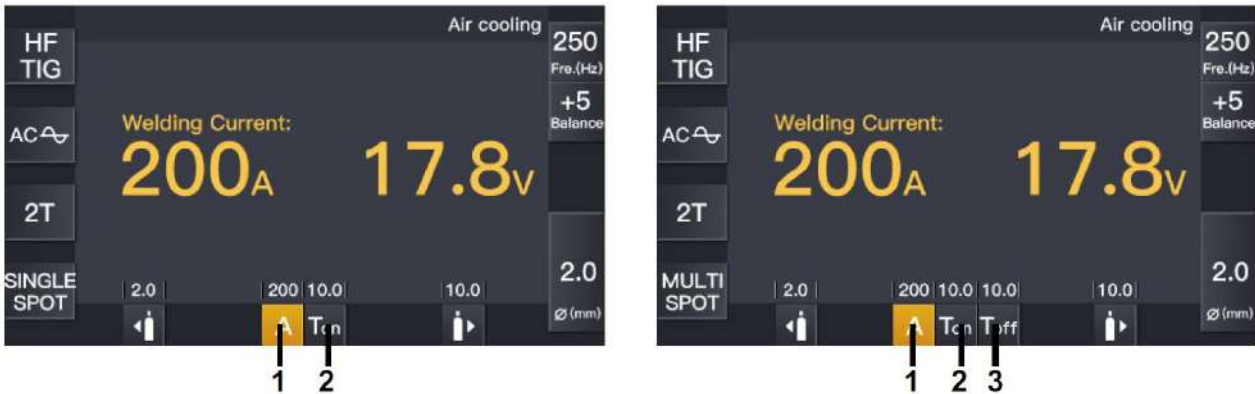 Air cooling
HF
TIG
AC
2T
SINGLE
SPOT
Welding Current:
200A 17.8V
250
Fre.(Hz)
+5
Balance
2.0
Ø(mm)
2.0 200 10.0 10.0
A Ton
1 2
Air cooling
HF
TIG
AC
2T
MULTI
SPOT
Welding Current:
200A 17.8V
250
Fre.(Hz)
+5
Balance
2.0
Ø(mm)
2.0 200 10.0 10.0 10.0
A Ton Toff
1 2 3